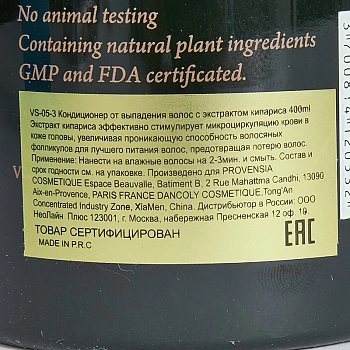 No animal testing
Containing natural plant ingredients
GMP and FDA certificated.
VS-05-3 Кондиционер от выпадения волос с экстрактом кипариса 400ml
Экстракт кипариса эффективно стимулирует микроциркуляцию крови в
коже головы, увеличивая проникающую способность волосяных
фолликулов для лучшего питания волос, предотвращая потерю волос.
Применение: Нанести на влажные волосы на 2-3мин. и смыть. Состав и
срок годности см. на упаковке. Произведен для PROVENSIA
COSMETIQUE Espace Beauvalle, Batiment B, 2 Rue Mahattma Candhi, 13090
Aix-en-Provence, PARIS FRANCE DANCOLY COSMETIQUE,Tong'An
Concentrated Industry Zone, XiaMen, China. Дистрибьютор в России: ООО
НеоЛайн Плюс 123001, г. Москва, набережная Пресненская 12 оф. 19.
ТОВАР СЕРТИФИЦИРОВАН
MADE IN P.R.C
EAC